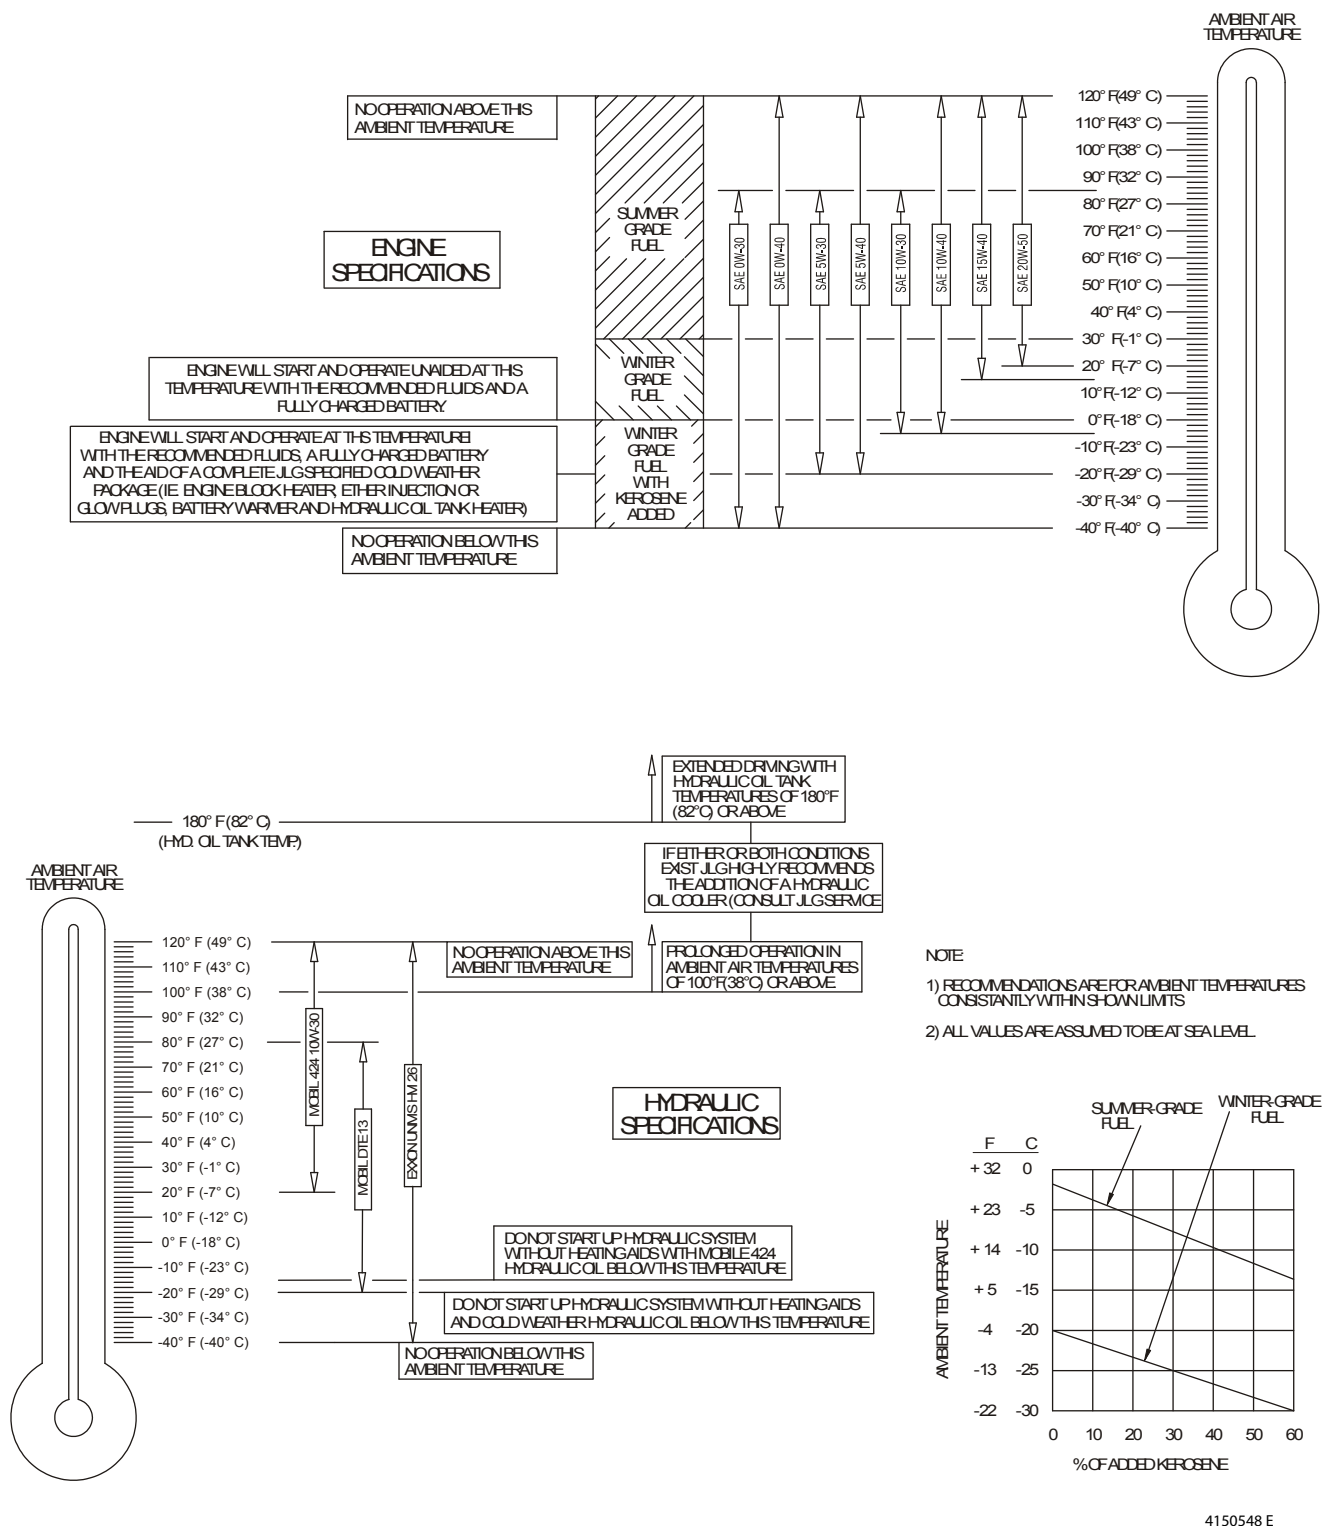 AMBIENT AIR
TEMPERATURE
NO OPERATION ABOVE THIS
AMBIENT TEMPERATURE
120° F(49° C)
110° F(43° C)
100° F(38° C)
90° F(32° C)
80° F(27° C)
70° F(21° C)
60° F(16° C)
50° F(10° C)
40° F(4° C)
30° F(-1° C)
20° F(-7° C)
10° F(-12° C)
0° F(-18° C)
-10° F(-23° C)
-20° F(-29° C)
-30° F(-34° C)
-40° F(-40° C)
SUMMER
GRADE
FUEL
SAE 0W-30
SAE 0W-40
SAE 5W-30
SAE 5W-40
SAE 10W-30
SAE 10W-40
SAE 15W-40
SAE 20W-50
ENGINE
SPECIFICATIONS
WINTER
GRADE
FUEL
ENGINE WILL START AND OPERATE UNAIDED AT THIS
TEMPERATURE WITH THE RECOMMENDED FLUIDS AND A
FULLY CHARGED BATTERY.
WINTER
GRADE
FUEL
WITH
KEROSENE
ADDED
ENGINE WILL START AND OPERATE AT THIS TEMPERATURE
WITH THE RECOMMENDED FLUIDS, A FULLY CHARGED BATTERY
AND THE AID OF A COMPLETE JLG SPECIFIED COLD WEATHER
PACKAGE (IE. ENGINE BLOCK HEATER, ETHER INJECTION OR
GLOW PLUGS, BATTERY WARMER AND HYDRAULIC OIL TANK HEATER)
NO OPERATION BELOW THIS
AMBIENT TEMPERATURE
EXTENDED DRIVING WITH
HYDRAULIC OIL TANK
TEMPERATURES OF 180°F
(82°C) OR ABOVE.
180° F (82° C)
(HYD. OIL TANK TEMP.)
IF EITHER OR BOTH CONDITIONS
EXIST JLG HIGHLY RECOMMENDS
THE ADDITION OF A HYDRAULIC
OIL COOLER (CONSULT JLG SERVICE
AMBIENT AIR
TEMPERATURE
NO OPERATION ABOVE THIS
AMBIENT TEMPERATURE
PROLONGED OPERATION IN
AMBIENT AIR TEMPERATURES
OF 100°F(38°C) OR ABOVE.
120° F (49° C)
110° F (43° C)
100° F (38° C)
90° F (32° C)
80° F (27° C)
70° F (21° C)
60° F (16° C)
50° F (10° C)
40° F (4° C)
30° F (-1° C)
20° F (-7° C)
10° F (-12° C)
0° F (-18° C)
-10° F (-23° C)
-20° F (-29° C)
-30° F (-34° C)
-40° F (-40° C)
MOBIL 424 10W-30
MOBIL DTE 13
EXXON UNIVIS HVI 26
HYDRAULIC
SPECIFICATIONS
DO NOT START UP HYDRAULIC SYSTEM
WITHOUT HEATING AIDS WITH MOBILE 424
HYDRAULIC OIL BELOW THIS TEMPERATURE
DO NOT START UP HYDRAULIC SYSTEM WITHOUT HEATING AIDS
AND COLD WEATHER HYDRAULIC OIL BELOW THIS TEMPERATURE
NO OPERATION BELOW THIS
AMBIENT TEMPERATURE
NOTE:
1) RECOMMENDATIONS ARE FOR AMBIENT TEMPERATURES
CONSISTANTLY WITHIN SHOWN LIMITS
2) ALL VALUES ARE ASSUMED TO BE AT SEA LEVEL.
SUMMER-GRADE
FUEL
WINTER-GRADE
FUEL
F C
+ 32 0
+ 23 -5
+ 14 -10
+ 5 -15
-4 -20
-13 -25
-22 -30
AMBIENT TEMPERATURE
0 10 20 30 40 50 60
% OF ADDED KEROSENE
4150548 E